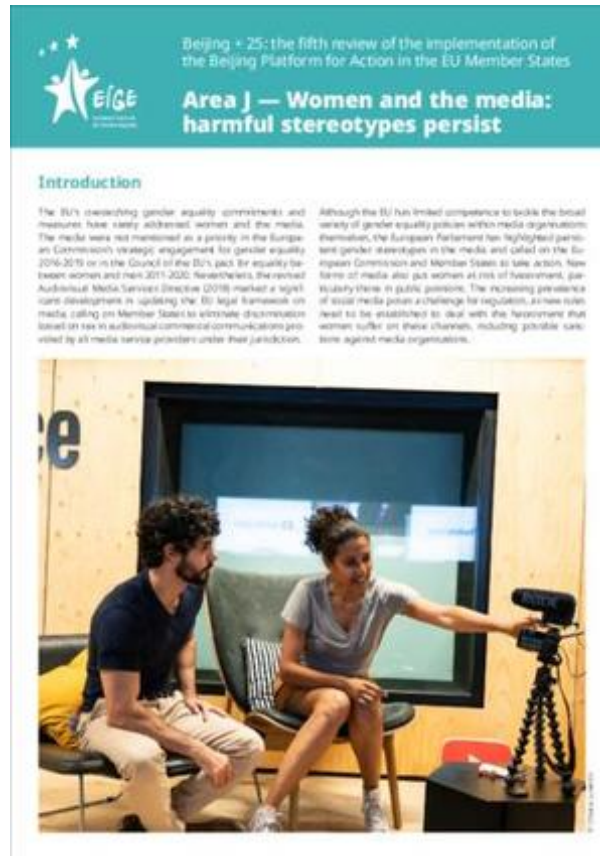 Beijing + 25: the fifth review of the implementation of
the Beijing Platform for Action in the EU Member States
EIGE
Area J — Women and the media:
harmful stereotypes persist
Introduction
The EU's overarching gender equality commitments and
measures have rarely addressed women and the media.
The media were not mentioned as a priority in the Europe-
an Commission's strategic engagement for gender equality
2016-2019 or in the Council of the EU's pact for equality be-
tween women and men 2011-2020. Nevertheless, the revised
Audiovisual Media Services Directive (2018) marked a signifi-
cant development in updating the EU legal framework on
media, calling on Member States to eliminate discrimination
based on sex in audiovisual commercial communications pro-
vided by all media service providers under their jurisdiction.
Although the EU has limited competence to tackle the broad
variety of gender equality policies within media organisations
themselves, the European Parliament has highlighted persis-
tent gender stereotypes in the media and called on the Eu-
ropean Commission and Member States to take action. New
forms of media also put women at risk of harassment, par-
ticularly those in public positions. The increasing prevalence
of social media poses a challenge for regulation, as new rules
need to be established to deal with the harassment that
women suffer on these channels, including possible sanc-
tions against media organisations.
ce